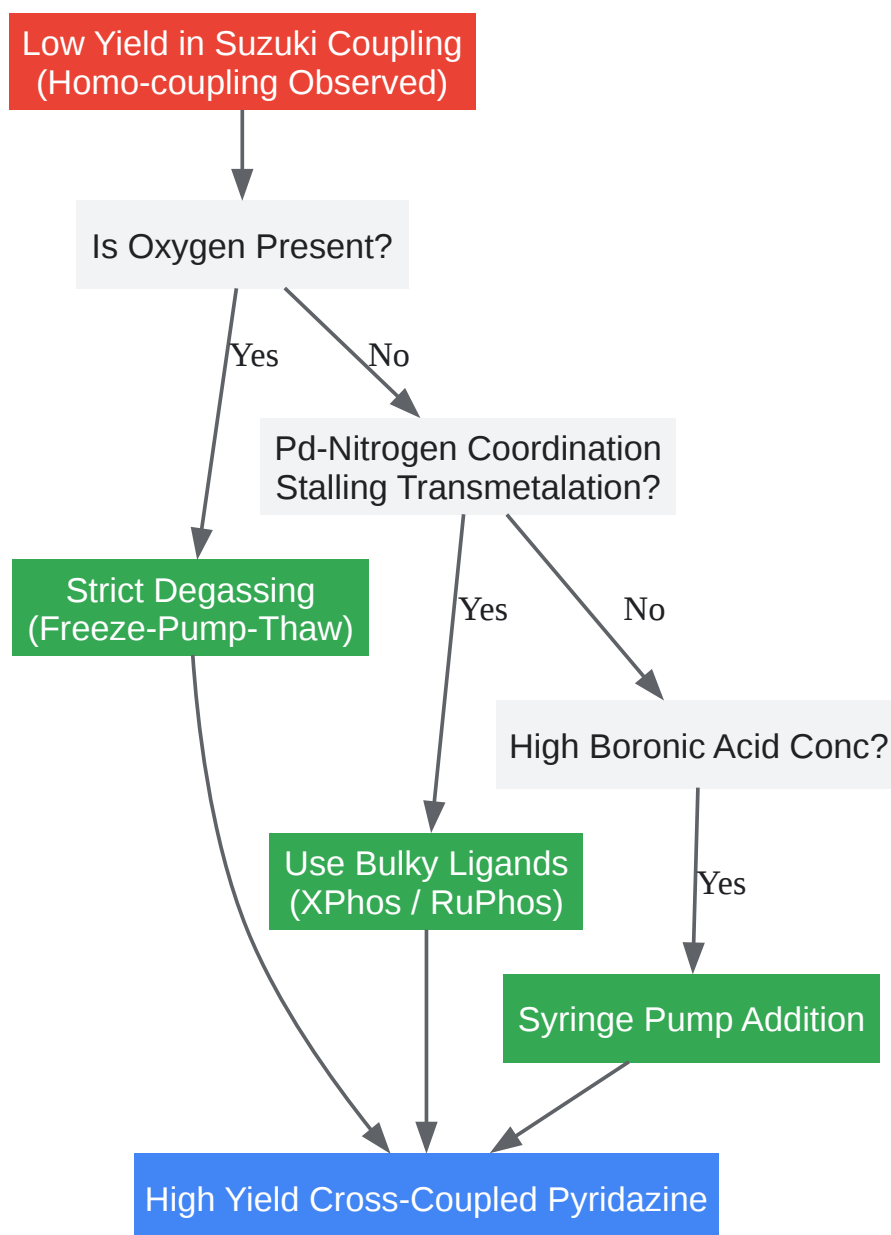 Low Yield in Suzuki Coupling
(Homo-coupling Observed)
Is Oxygen Present?
Yes
No
Pd-Nitrogen Coordination
Stalling Transmetalation?
Strict Degassing
(Freeze-Pump-Thaw)
Yes
No
High Boronic Acid Conc?
Use Bulky Ligands
(XPhos / RuPhos)
Yes
Syringe Pump Addition
High Yield Cross-Coupled Pyridazine